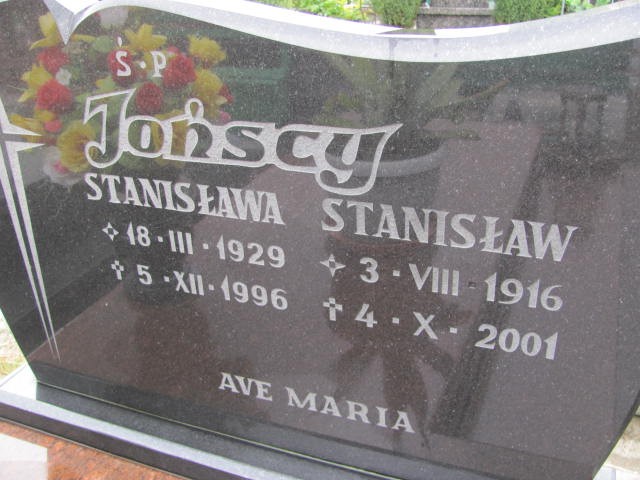 Ś·P
Jońscy
STANISŁAWA
18·III·1929
✝ 5·XII·1996
STANISŁAW
3·VIII·1916
✝ 4·X·2001
AVE MARIA